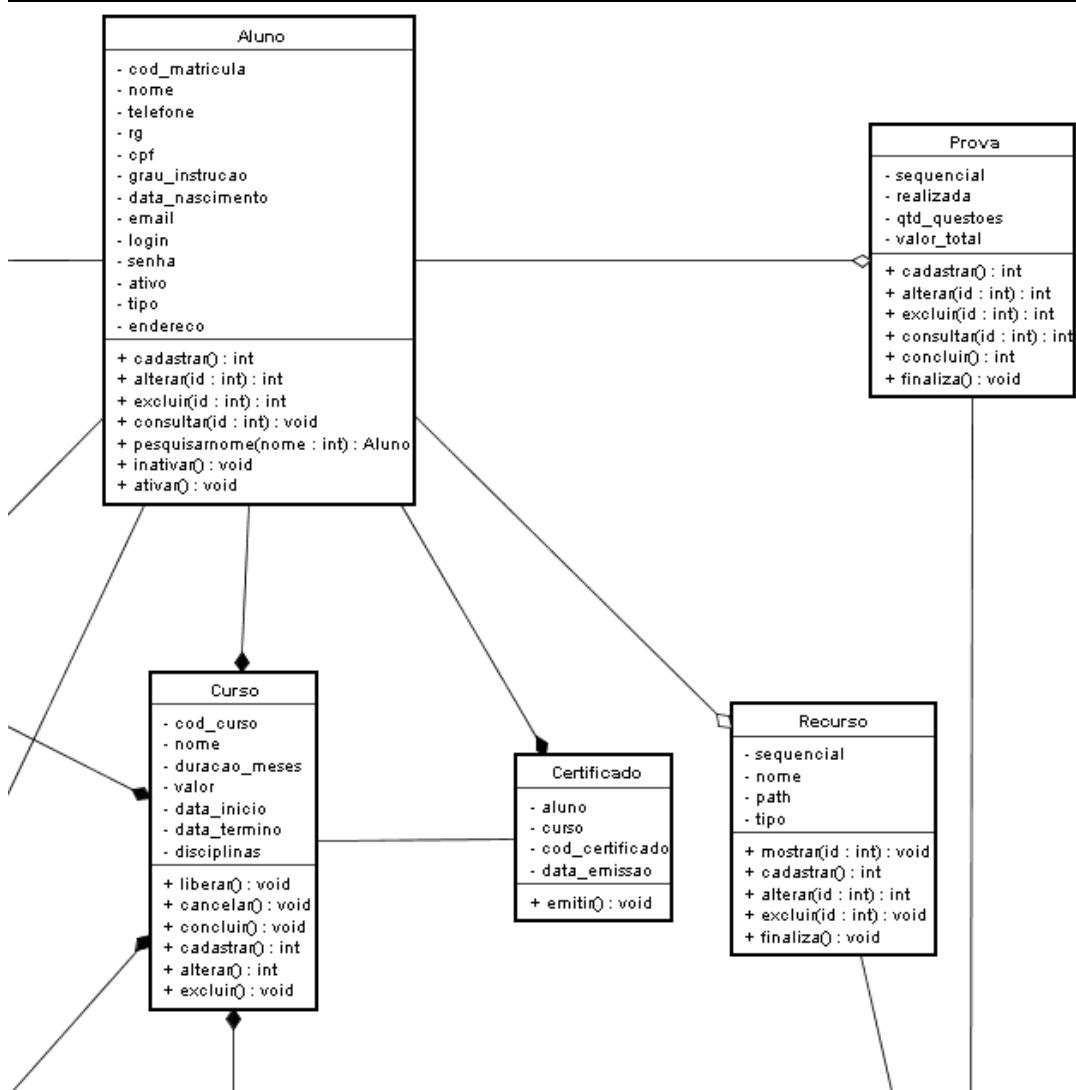 Aluno
- cod_matricula
- nome
- telefone
- rg
- cpf
- grau_instrucao
- data_nascimento
- email
- login
- senha
- ativo
- tipo
- endereco
+ cadastrar() : int
+ alterar(id : int) : int
+ excluir(id : int) : int
+ consultar(id : int) : void
+ pesquisarnome(nome : int) : Aluno
+ inativar() : void
+ ativar() : void
Prova
- sequencial
- realizada
- qtd_questoes
- valor_total
+ cadastrar() : int
+ alterar(id : int) : int
+ excluir(id : int) : int
+ consultar(id : int) : int
+ concluir() : int
+ finaliza() : void
Curso
- cod_curso
- nome
- duracao_meses
- valor
- data_inicio
- data_termino
- disciplinas
+ liberar() : void
+ cancelar() : void
+ concluir() : void
+ cadastrar() : int
+ alterar() : int
+ excluir() : void
Certificado
- aluno
- curso
- cod_certificado
- data_emissao
+ emitir() : void
Recurso
- sequencial
- nome
- path
- tipo
+ mostrar(id : int) : void
+ cadastrar() : int
+ alterar(id : int) : int
+ excluir(id : int) : void
+ finaliza() : void